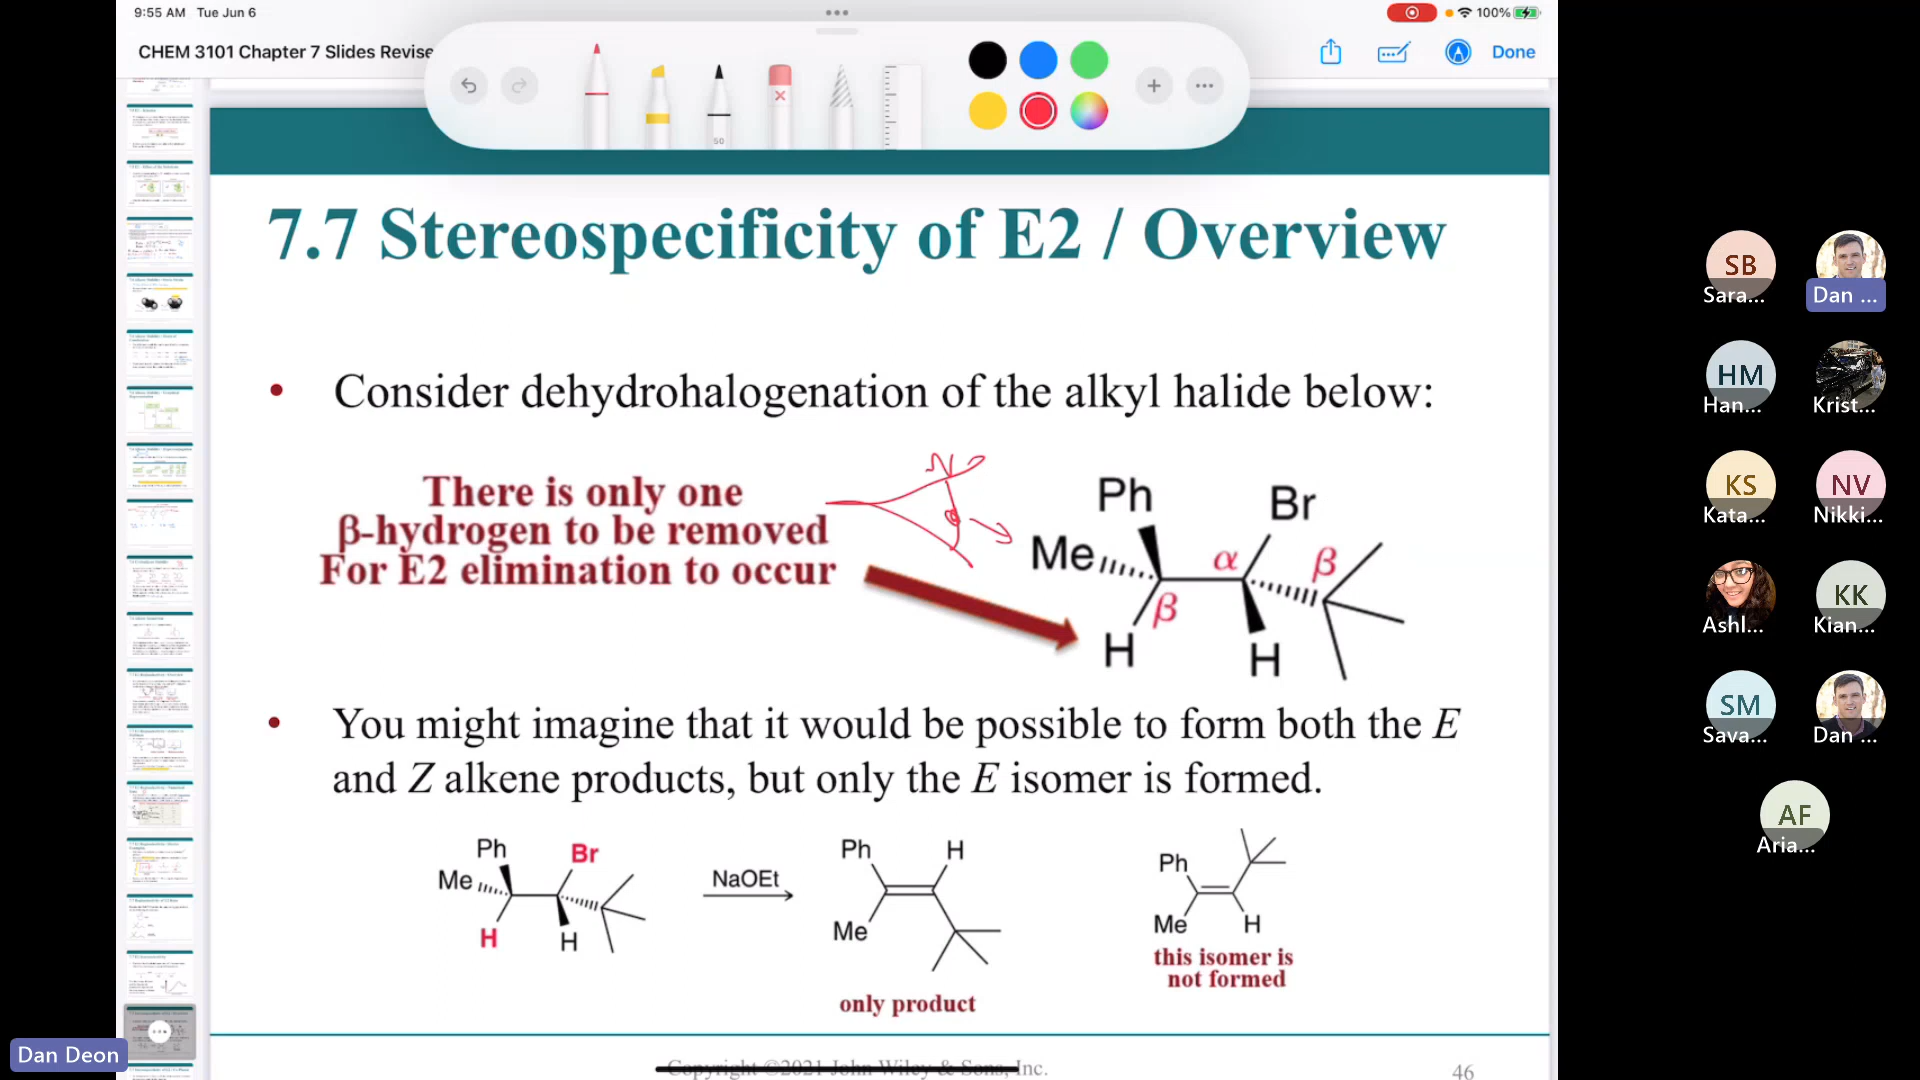 9:55 AM Tue Jun 6
100%
CHEM 3101 Chapter 7 Slides Revise
50
Done
7.7 Stereospecificity of E2 / Overview
• Consider dehydrohalogenation of the alkyl halide below:
There is only one
β-hydrogen to be removed
For E2 elimination to occur
Ph
Br
Me
α
β
β
H
H
• You might imagine that it would be possible to form both the E
and Z alkene products, but only the E isomer is formed.
Ph
Br
Me
H
H
NaOEt
Ph
H
Me
only product
Ph
Me
H
this isomer is
not formed
Copyright ©2021 John Wiley & Sons, Inc.
46
Dan Deon
SB
Sara...
Dan ...
HM
Han...
Krist...
KS
Kata...
NV
Nikki...
Ashl...
KK
Kian...
SM
Sava...
Dan ...
AF
Aria...